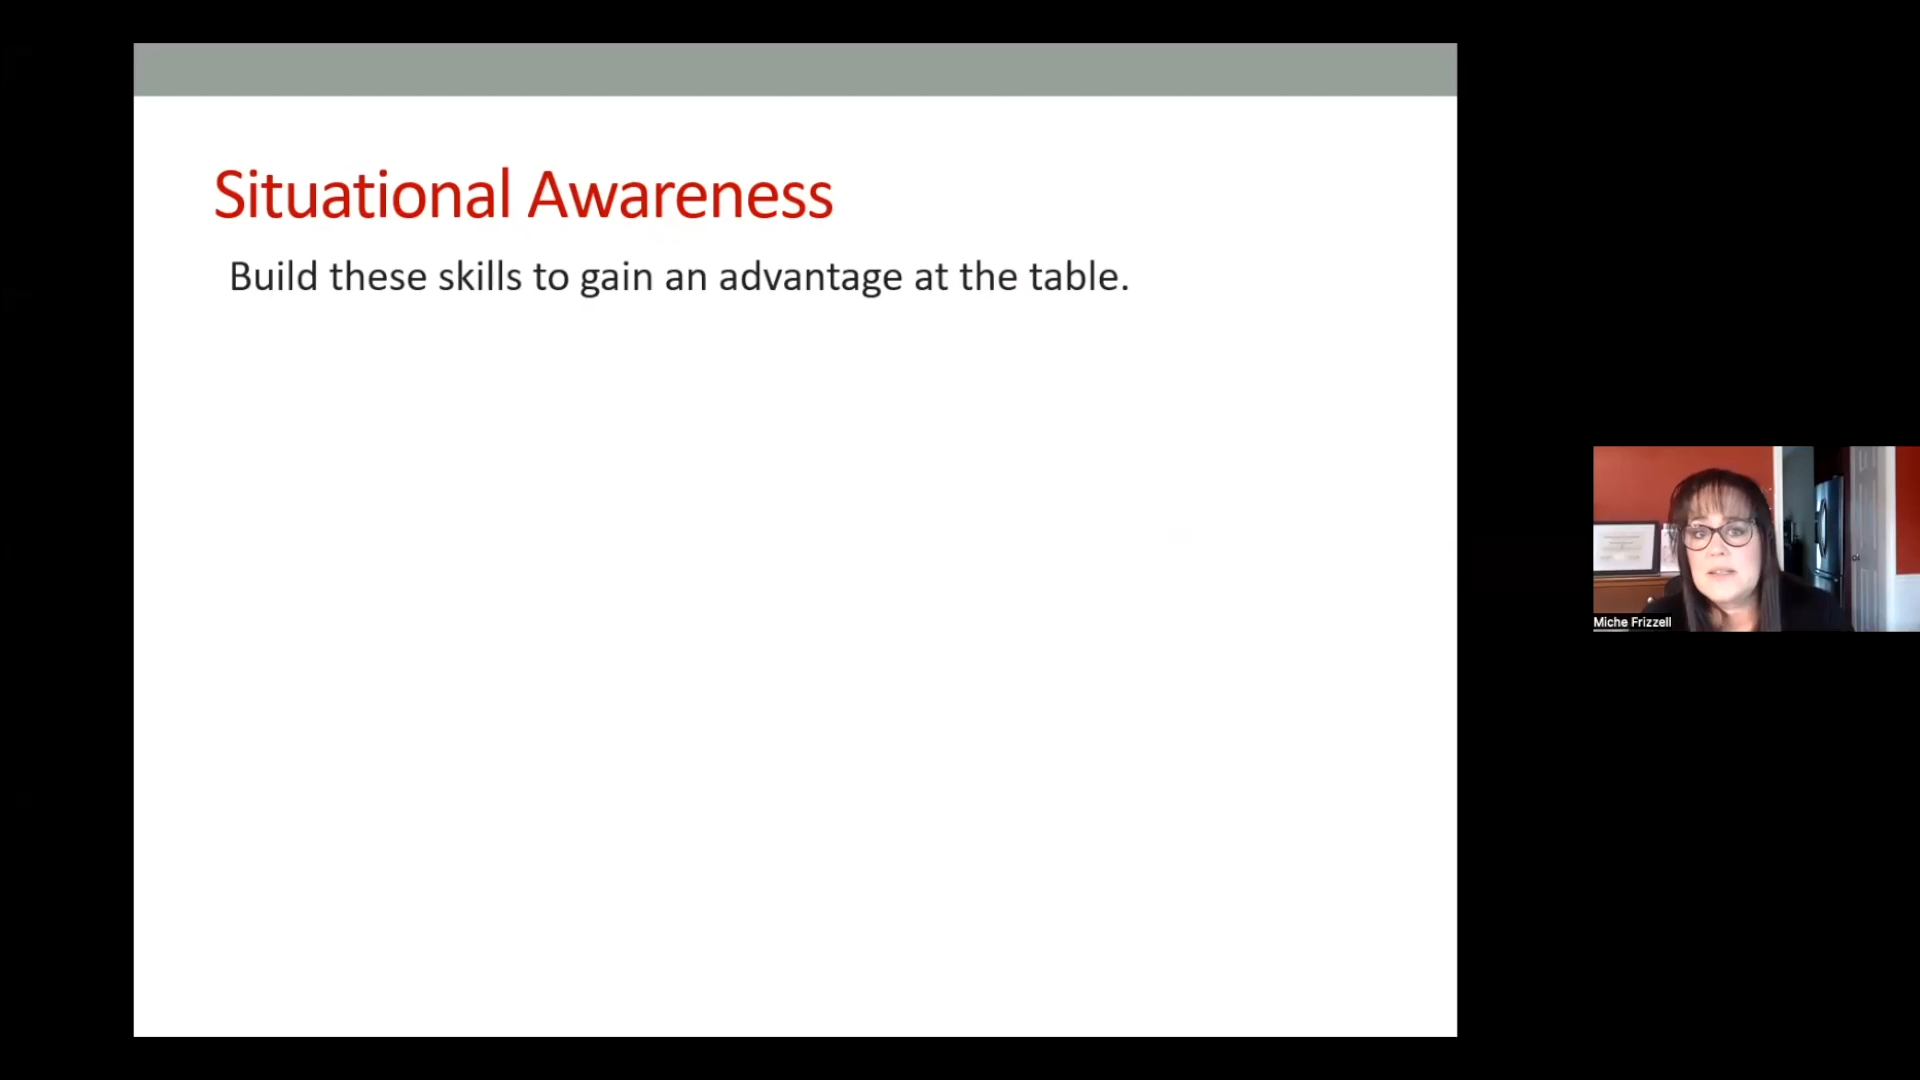 Situational Awareness
Build these skills to gain an advantage at the table.
Miche Frizzell